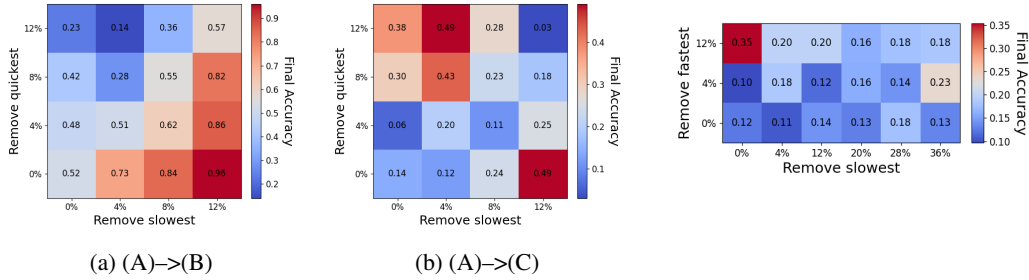 Remove quickest
12% 0.23 0.14 0.36 0.57
8% 0.42 0.28 0.55 0.82
4% 0.48 0.51 0.62 0.86
0% 0.52 0.73 0.84 0.96
0% 4% 8% 12%
Remove slowest
0.9
0.8
0.7
0.6
0.5
0.4
0.3
0.2
Final Accuracy
(a) (A)–>(B)
Remove quickest
12% 0.38 0.49 0.28 0.03
8% 0.30 0.43 0.23 0.18
4% 0.06 0.20 0.11 0.25
0% 0.14 0.12 0.24 0.49
0% 4% 8% 12%
Remove slowest
0.4
0.3
0.2
0.1
Final Accuracy
(b) (A)–>(C)
Remove fastest
12% 0.35 0.20 0.20 0.16 0.18 0.18
4% 0.10 0.18 0.12 0.16 0.14 0.23
0% 0.12 0.11 0.14 0.13 0.18 0.13
0% 4% 12% 20% 28% 36%
Remove slowest
0.35
0.30
0.25
0.20
0.15
0.10
Final Accuracy